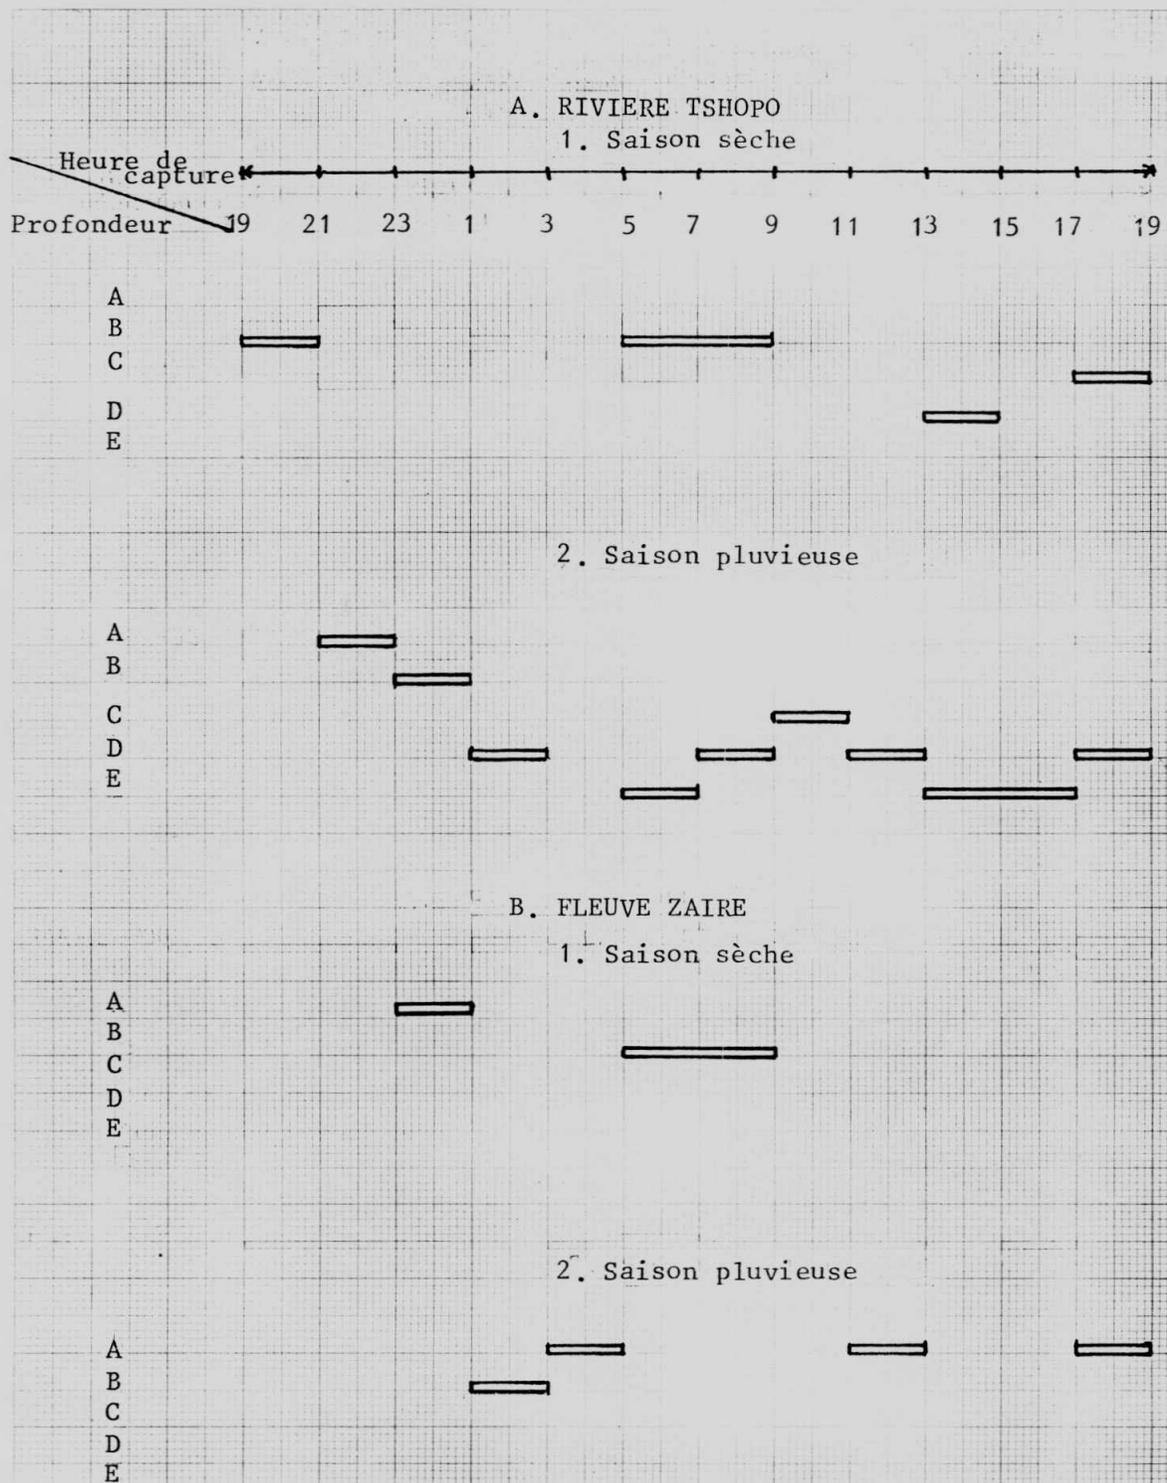 A. RIVIERE TSHOPO
1. Saison sèche
Heure de
capture
Profondeur 19 21 23 1 3 5 7 9 11 13 15 17 19
A
B
C
D
E
2. Saison pluvieuse
A
B
C
D
E
B. FLEUVE ZAIRE
1. Saison sèche
A
B
C
D
E
2. Saison pluvieuse
A
B
C
D
E